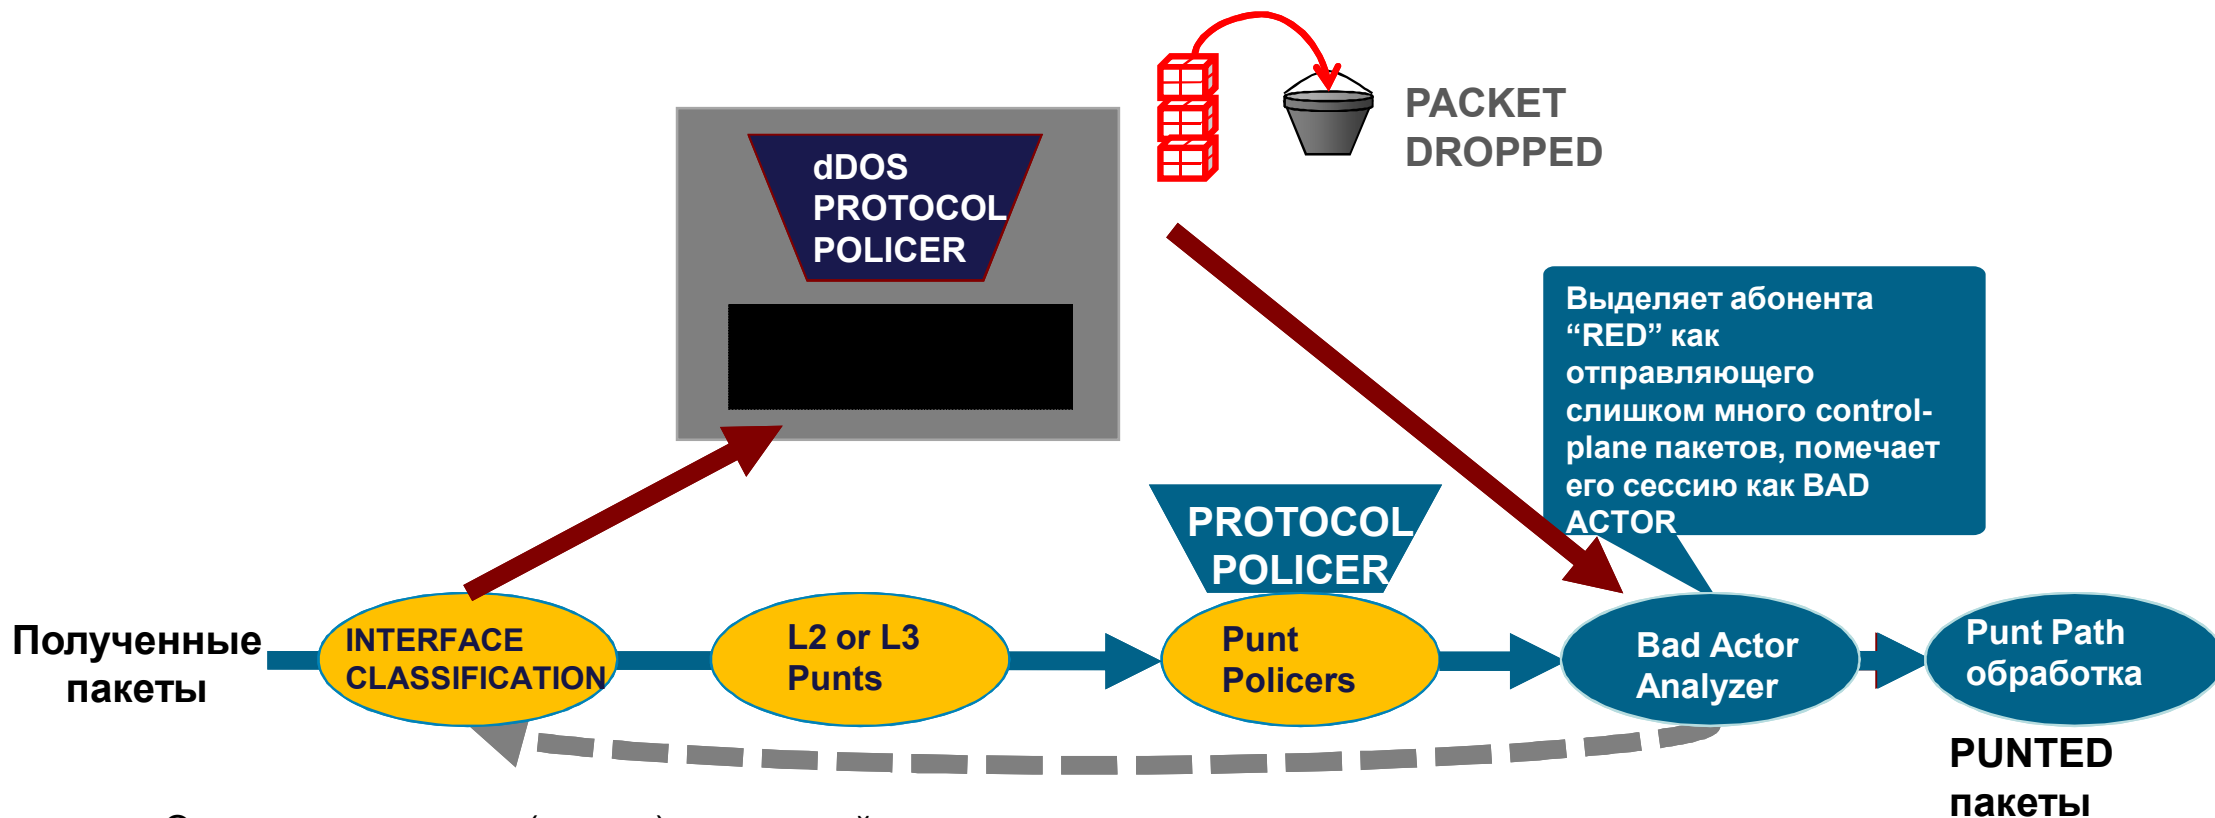 PACKET
DROPPED
dDOS
PROTOCOL
POLICER
Выделяет абонента
“RED” как
отправляющего
слишком много control-
plane пакетов, помечает
его сессию как BAD
ACTOR
PROTOCOL
POLICER
Полученные
пакеты
INTERFACE
CLASSIFICATION
L2 or L3
Punts
Punt
Policers
Bad Actor
Analyzer
Punt Path
обработка
PUNTED
пакеты